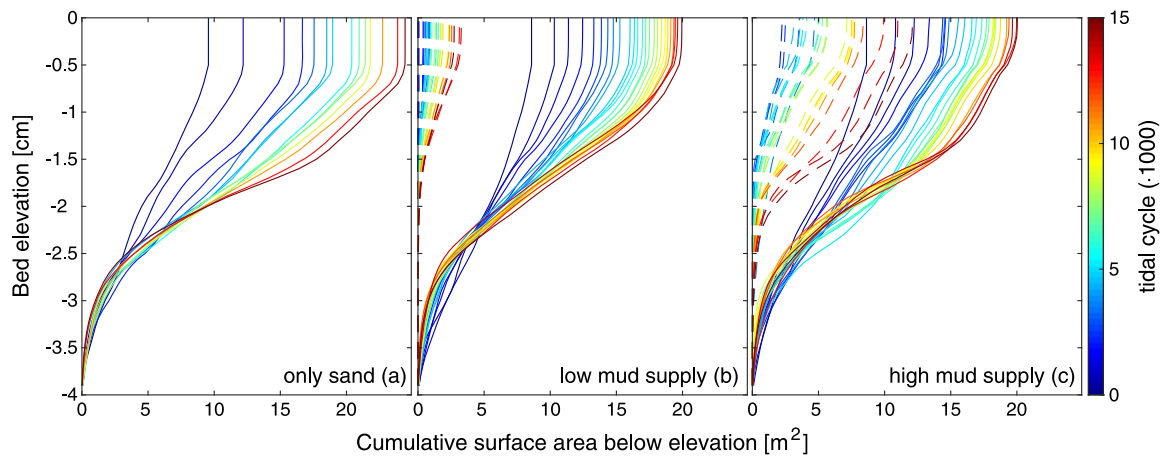 0
-0.5
-1
-1.5
-2
-2.5
-3
-3.5
-4
Bed elevation [cm]
only sand (a)
low mud supply (b)
high mud supply (c)
0 5 10 15 20
0 5 10 15 20
0 5 10 15 20
Cumulative surface area below elevation [m²]
15
10
5
0
tidal cycle (·1000)